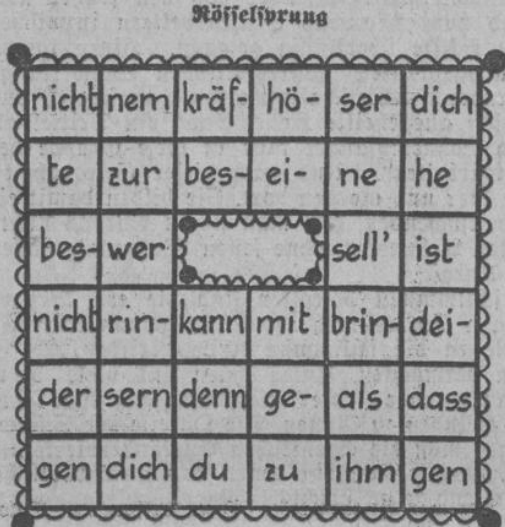 Rösselsprung
nicht nem kräf- hö- ser dich
te zur bes- ei- ne he
bes- wer sell' ist
nicht rin- kann mit brin- dei-
der sern denn ge- als dass
gen dich du zu ihm gen